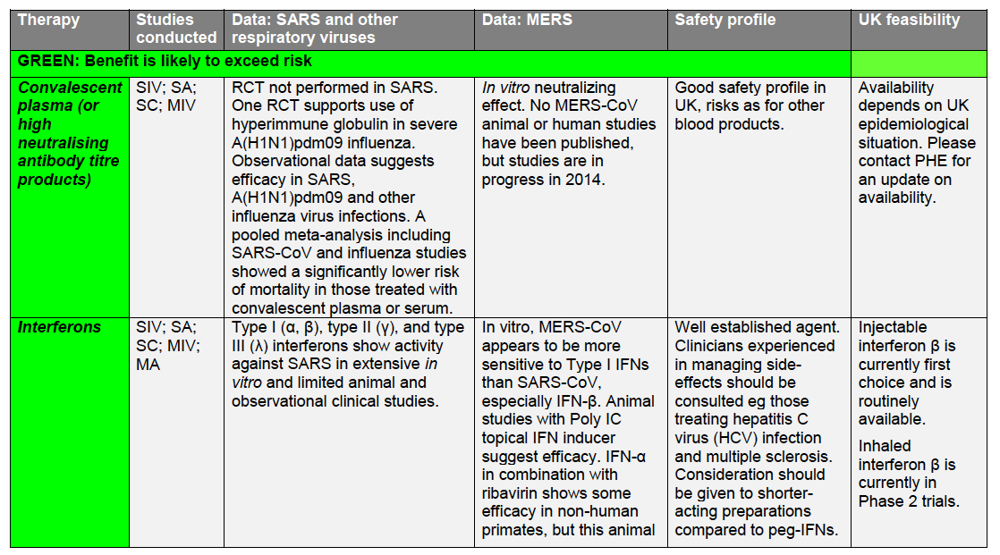 Therapy
Studies
conducted
Data: SARS and other
respiratory viruses
Data: MERS
Safety profile
UK feasibility
GREEN: Benefit is likely to exceed risk
Convalescent
plasma (or
high
neutralising
antibody titre
products)
SIV; SA;
SC; MIV
RCT not performed in SARS.
One RCT supports use of
hyperimmune globulin in severe
A(H1N1)pdm09 influenza.
Observational data suggests
efficacy in SARS,
A(H1N1)pdm09 and other
influenza virus infections. A
pooled meta-analysis including
SARS-CoV and influenza studies
showed a significantly lower risk
of mortality in those treated with
convalescent plasma or serum.
In vitro neutralizing
effect. No MERS-CoV
animal or human studies
have been published,
but studies are in
progress in 2014.
Good safety profile in
UK, risks as for other
blood products.
Availability
depends on UK
epidemiological
situation. Please
contact PHE for
an update on
availability.
Interferons
SIV; SA;
SC; MIV;
MA
Type I (α, β), type II (γ), and type
III (λ) interferons show activity
against SARS in extensive in
vitro and limited animal and
observational clinical studies.
In vitro, MERS-CoV
appears to be more
sensitive to Type I IFNs
than SARS-CoV,
especially IFN-β. Animal
studies with Poly IC
topical IFN inducer
suggest efficacy. IFN-α
in combination with
ribavirin shows some
efficacy in non-human
primates, but this animal
Well established agent.
Clinicians experienced
in managing side-
effects should be
consulted eg those
treating hepatitis C
virus (HCV) infection
and multiple sclerosis.
Consideration should
be given to shorter-
acting preparations
compared to peg-IFNs.
Injectable
interferon β is
currently first
choice and is
routinely
available.
Inhaled
interferon β is
currently in
Phase 2 trials.